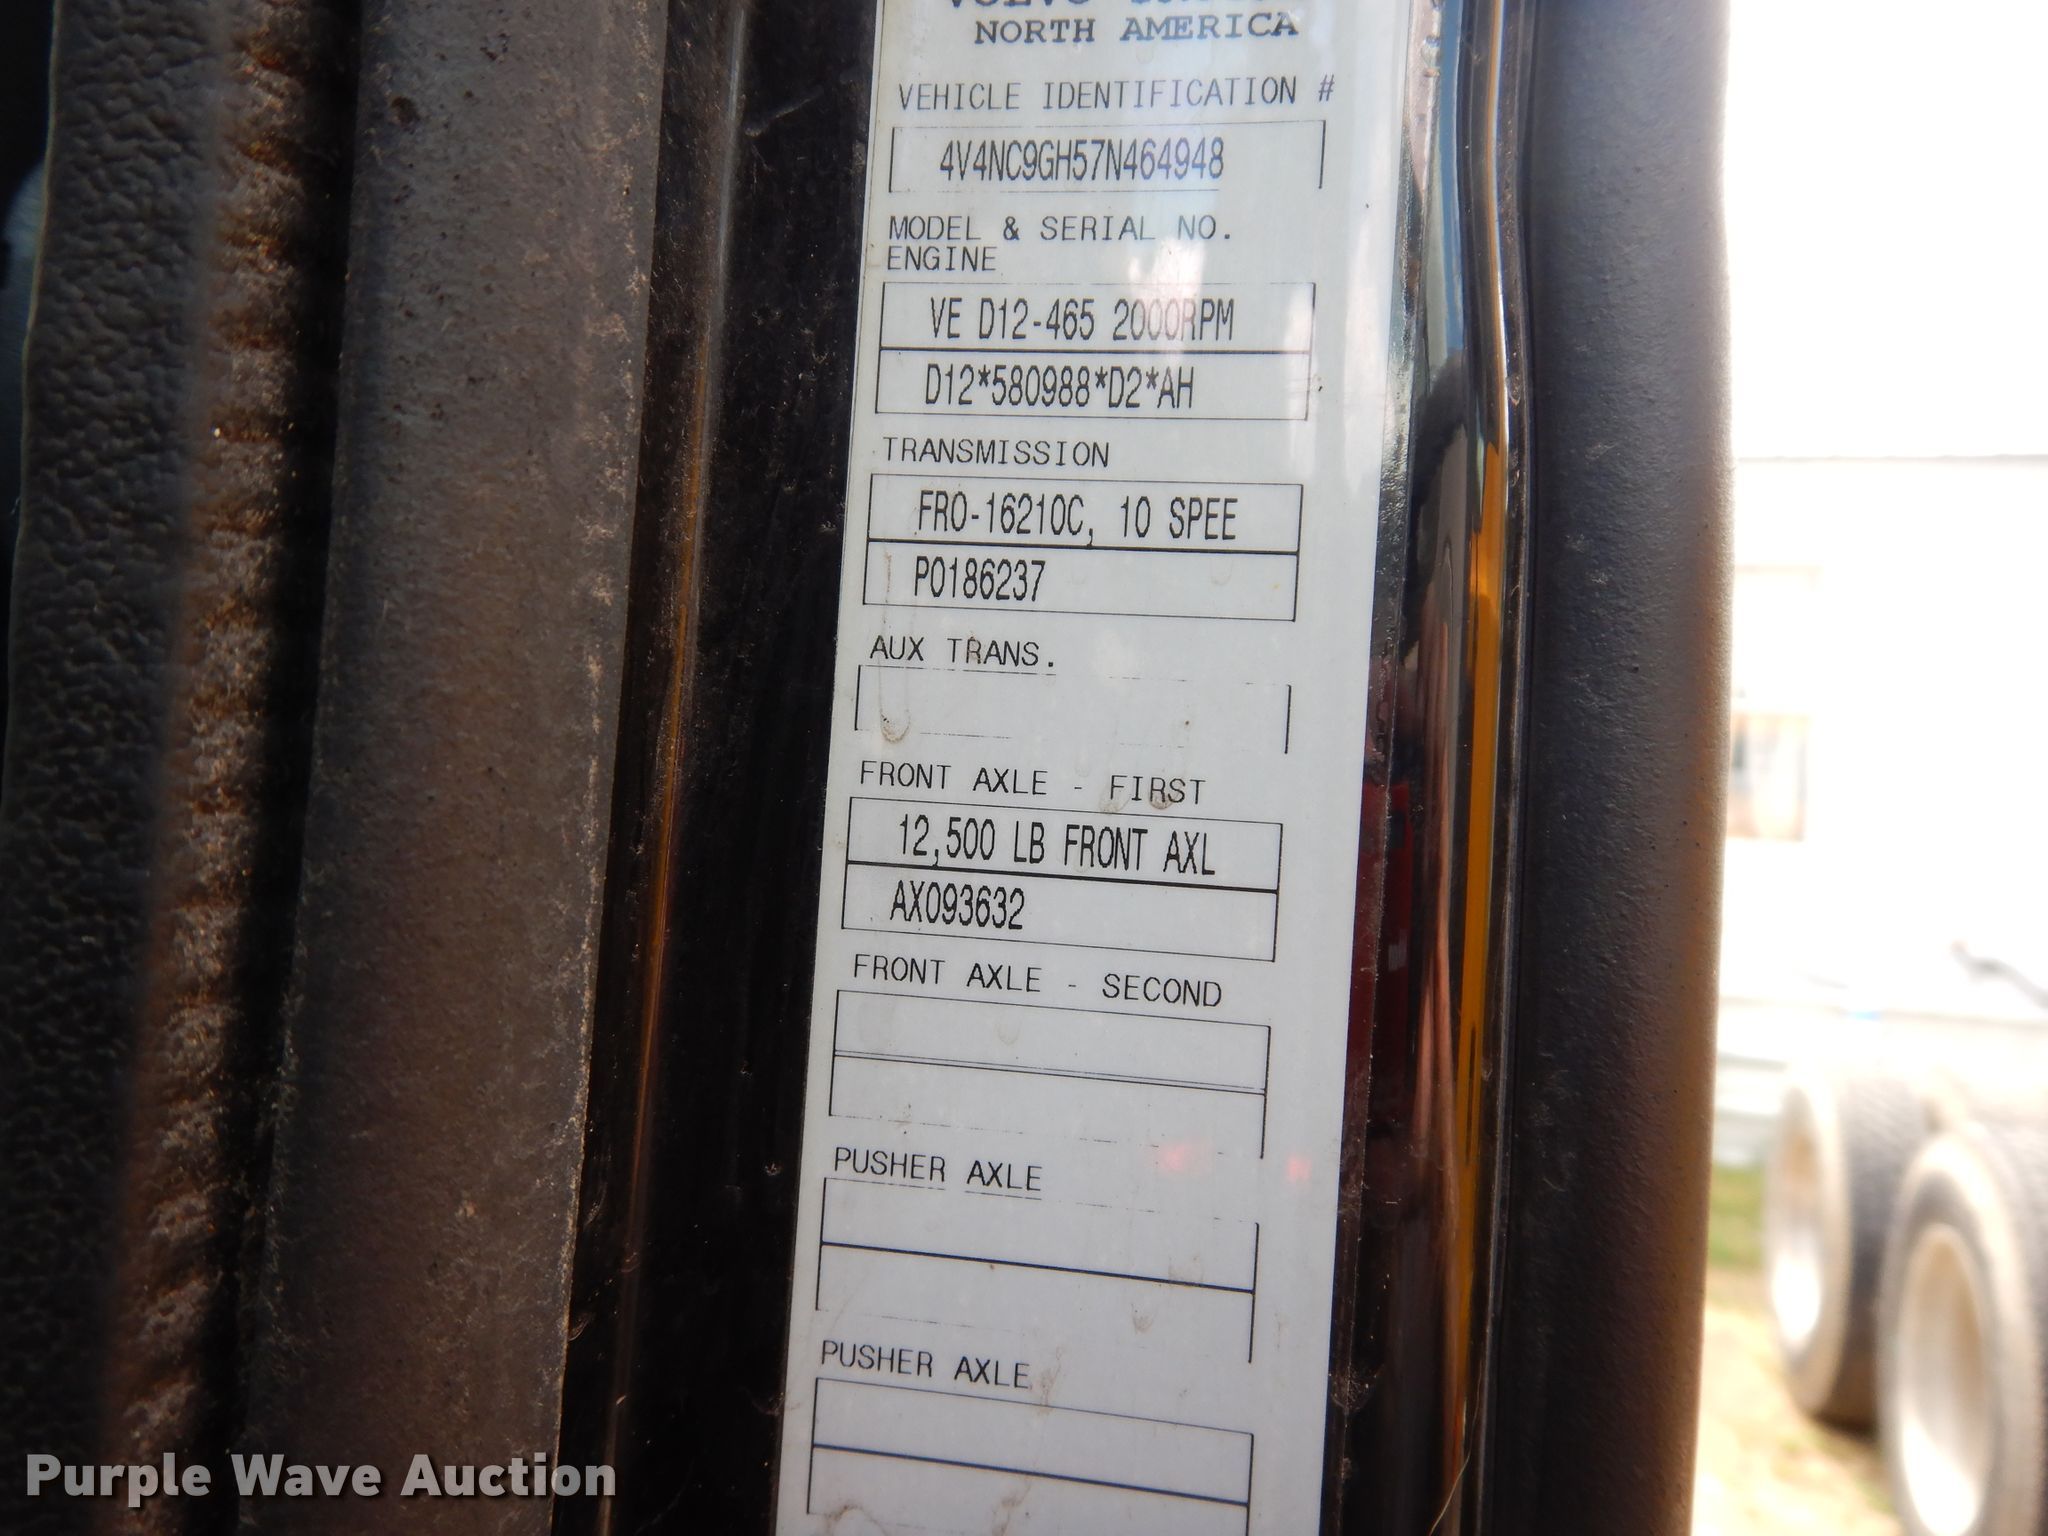 VOLVO
NORTH AMERICA
VEHICLE IDENTIFICATION #
4V4NC9GH57N464948
MODEL & SERIAL NO.
ENGINE
VE D12-465 2000RPM
D12*580988*D2*AH
TRANSMISSION
FRO-16210C, 10 SPEE
P0186237
AUX TRANS.
FRONT AXLE - FIRST
12,500 LB FRONT AXL
AX093632
FRONT AXLE - SECOND
PUSHER AXLE
PUSHER AXLE
Purple Wave Auction